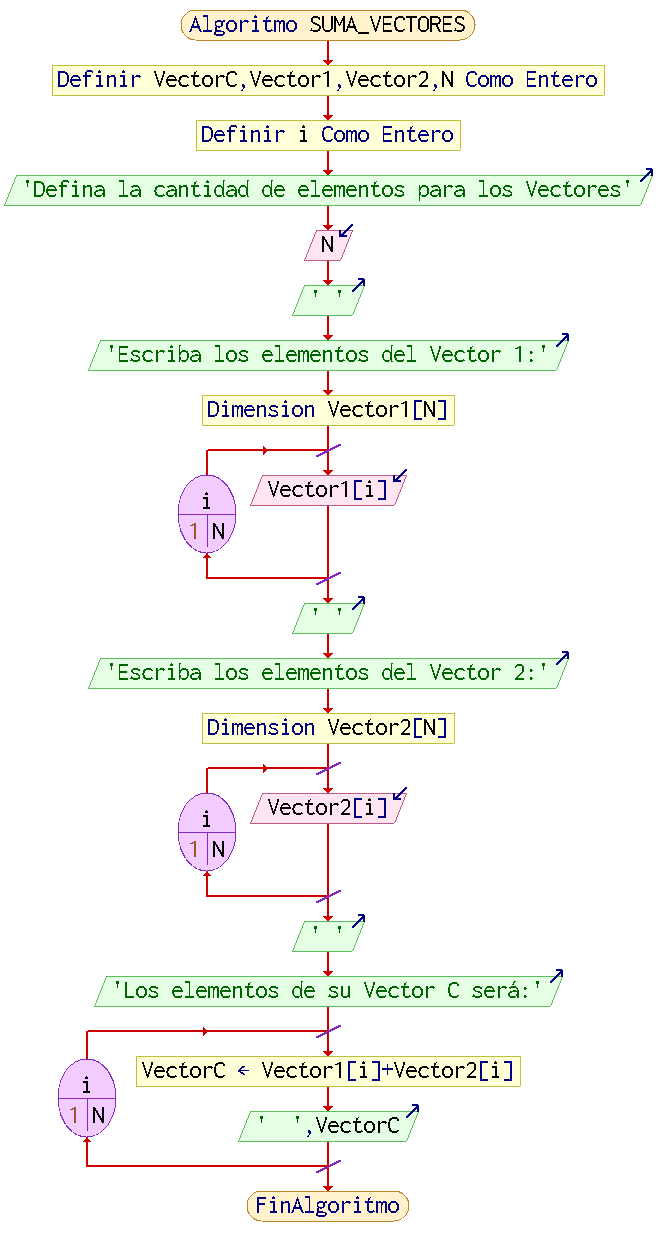 Algoritmo SUMA_VECTORES
Definir VectorC,Vector1,Vector2,N Como Entero
Definir i Como Entero
'Defina la cantidad de elementos para los Vectores'
N
' '
'Escriba los elementos del Vector 1:'
Dimension Vector1[N]
Vector1[i]
i
1 N
' '
'Escriba los elementos del Vector 2:'
Dimension Vector2[N]
Vector2[i]
i
1 N
' '
'Los elementos de su Vector C será:'
VectorC ← Vector1[i]+Vector2[i]
i
1 N
'  ',VectorC
FinAlgoritmo